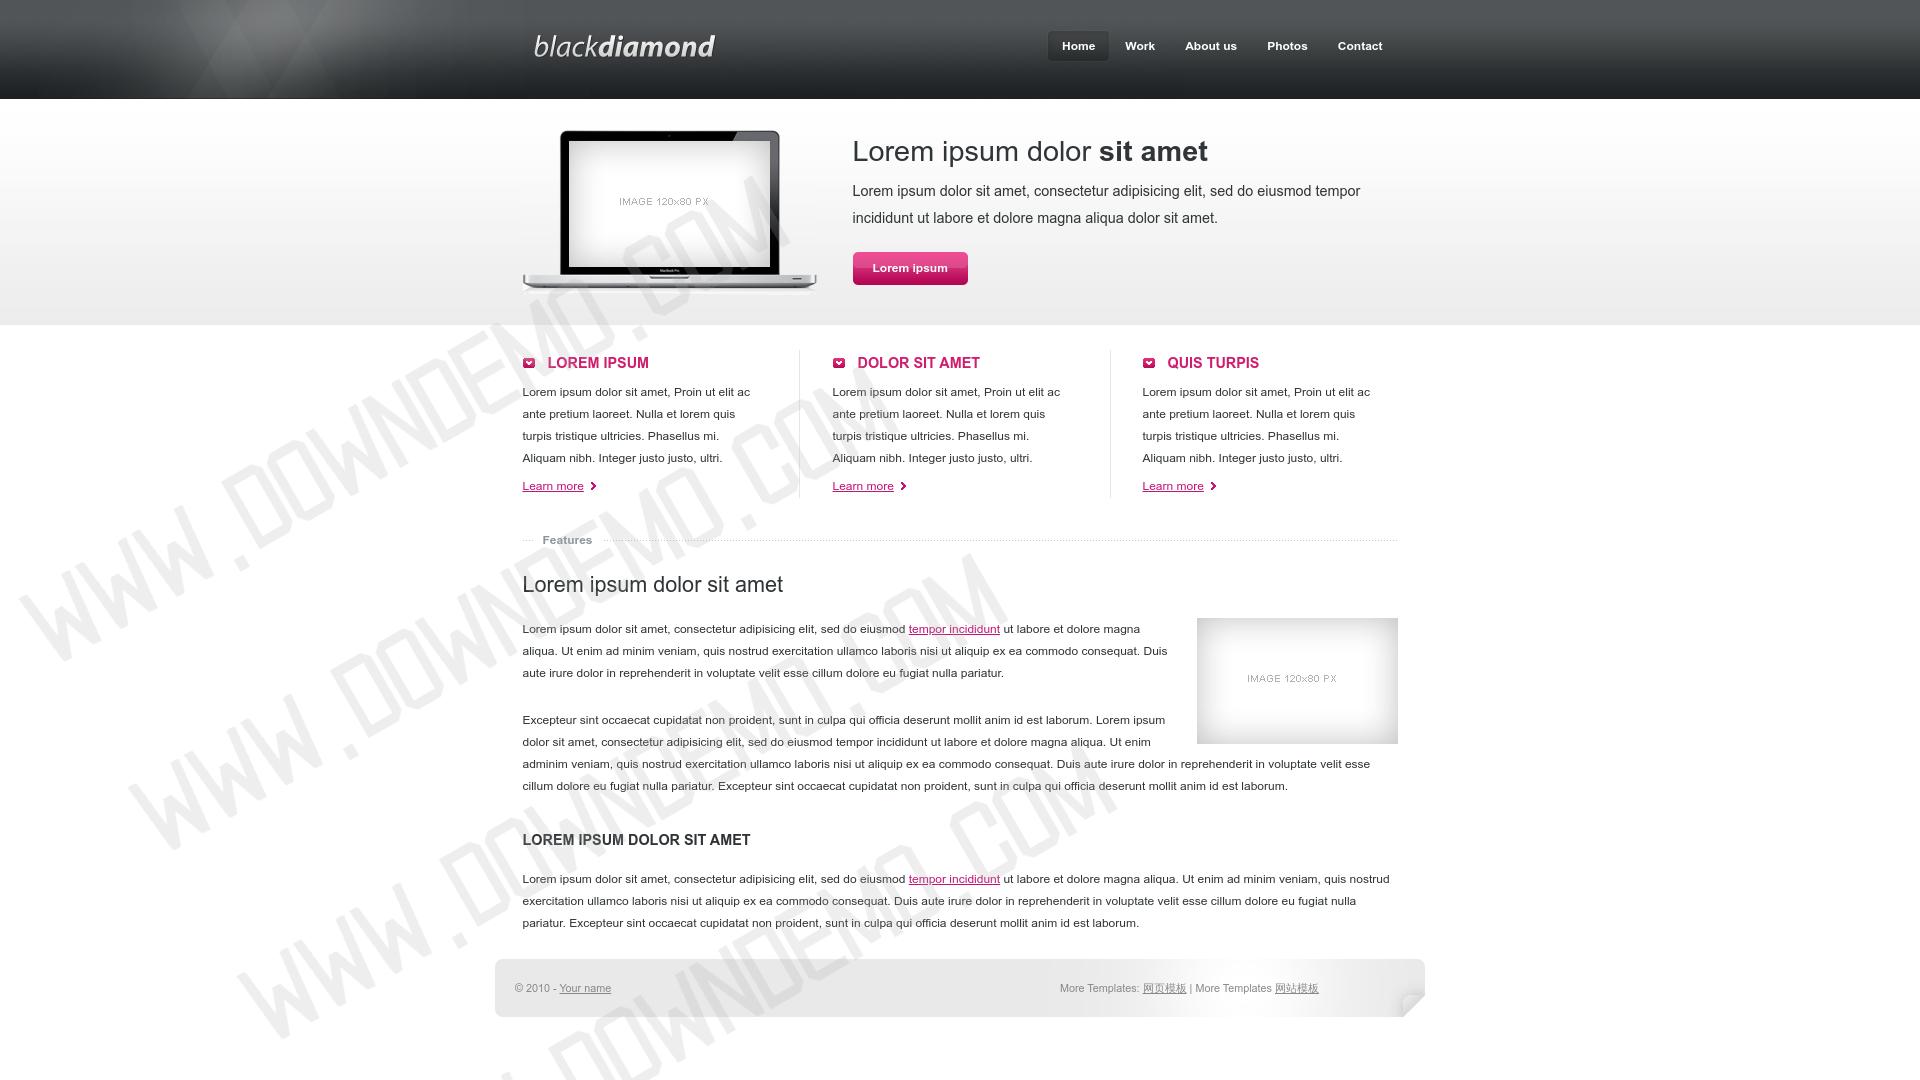 blackdiamond
Home
Work
About us
Photos
Contact
IMAGE 120x80 PX
MacBook Pro
Lorem ipsum dolor sit amet
Lorem ipsum dolor sit amet, consectetur adipisicing elit, sed do eiusmod tempor
incididunt ut labore et dolore magna aliqua dolor sit amet.
Lorem ipsum
LOREM IPSUM
Lorem ipsum dolor sit amet, Proin ut elit ac
ante pretium laoreet. Nulla et lorem quis
turpis tristique ultricies. Phasellus mi.
Aliquam nibh. Integer justo justo, ultri.
Learn more
DOLOR SIT AMET
Lorem ipsum dolor sit amet, Proin ut elit ac
ante pretium laoreet. Nulla et lorem quis
turpis tristique ultricies. Phasellus mi.
Aliquam nibh. Integer justo justo, ultri.
Learn more
QUIS TURPIS
Lorem ipsum dolor sit amet, Proin ut elit ac
ante pretium laoreet. Nulla et lorem quis
turpis tristique ultricies. Phasellus mi.
Aliquam nibh. Integer justo justo, ultri.
Learn more
Features
Lorem ipsum dolor sit amet
Lorem ipsum dolor sit amet, consectetur adipisicing elit, sed do eiusmod tempor incididunt ut labore et dolore magna
aliqua. Ut enim ad minim veniam, quis nostrud exercitation ullamco laboris nisi ut aliquip ex ea commodo consequat. Duis
aute irure dolor in reprehenderit in voluptate velit esse cillum dolore eu fugiat nulla pariatur.
IMAGE 120x80 PX
Excepteur sint occaecat cupidatat non proident, sunt in culpa qui officia deserunt mollit anim id est laborum. Lorem ipsum
dolor sit amet, consectetur adipisicing elit, sed do eiusmod tempor incididunt ut labore et dolore magna aliqua. Ut enim
adminim veniam, quis nostrud exercitation ullamco laboris nisi ut aliquip ex ea commodo consequat. Duis aute irure dolor in reprehenderit in voluptate velit esse
cillum dolore eu fugiat nulla pariatur. Excepteur sint occaecat cupidatat non proident, sunt in culpa qui officia deserunt mollit anim id est laborum.
LOREM IPSUM DOLOR SIT AMET
Lorem ipsum dolor sit amet, consectetur adipisicing elit, sed do eiusmod tempor incididunt ut labore et dolore magna aliqua. Ut enim ad minim veniam, quis nostrud
exercitation ullamco laboris nisi ut aliquip ex ea commodo consequat. Duis aute irure dolor in reprehenderit in voluptate velit esse cillum dolore eu fugiat nulla
pariatur. Excepteur sint occaecat cupidatat non proident, sunt in culpa qui officia deserunt mollit anim id est laborum.
© 2010 - Your name
More Templates: 网页模板 | More Templates 网站模板
WWW.DOWNDEMO.COM
WWW.DOWNDEMO.COM
WWW.DOWNDEMO.COM
DOWNDEMO.COM